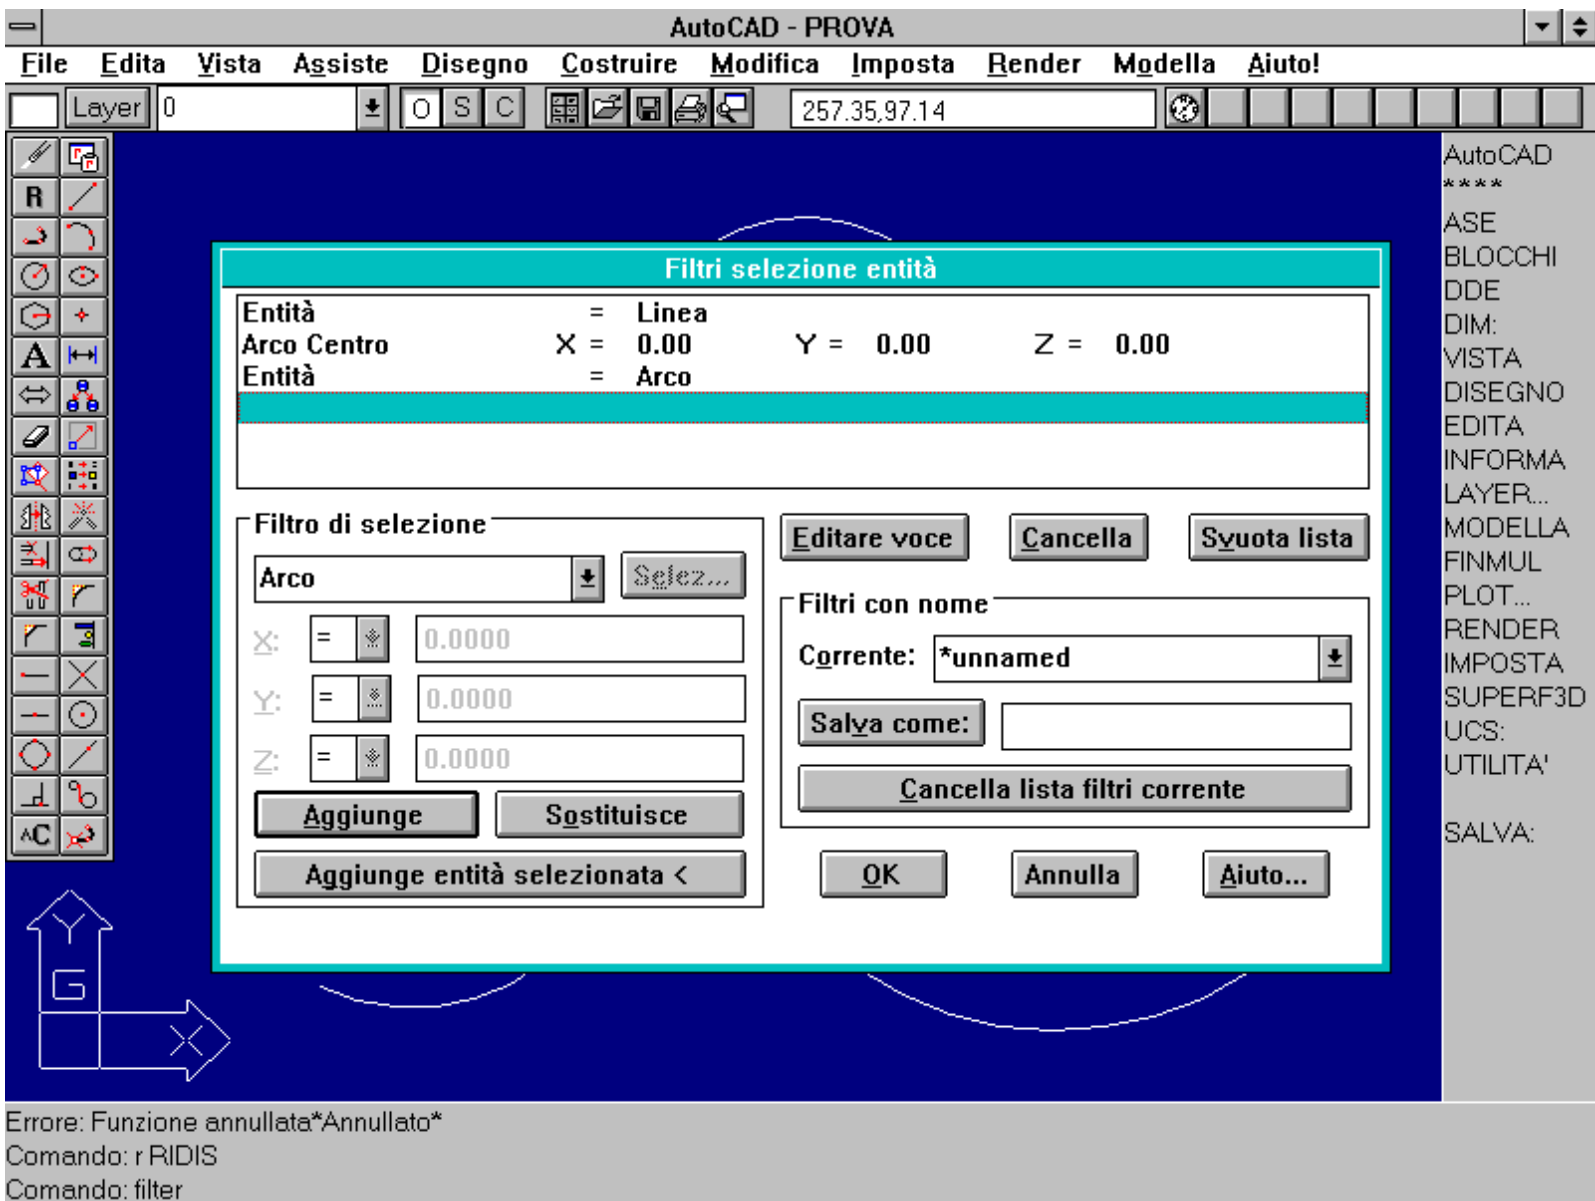 AutoCAD - PROVA
File Edita Vista Assiste Disegno Costruire Modifica Imposta Render Modella Aiuto!
Layer 0 O S C 257.35,97.14
R
A
AC
Filtri selezione entità
Entità = Linea
Arco Centro X = 0.00 Y = 0.00 Z = 0.00
Entità = Arco
Filtro di selezione
Arco Selez...
X: = 0.0000
Y: = 0.0000
Z: = 0.0000
Aggiunge Sostituisce
Aggiunge entità selezionata <
Editare voce Cancella Svuota lista
Filtri con nome
Corrente: *unnamed
Salva come:
Cancella lista filtri corrente
OK Annulla Aiuto...
AutoCAD
****
ASE
BLOCCHI
DDE
DIM:
VISTA
DISEGNO
EDITA
INFORMA
LAYER...
MODELLA
FINMUL
PLOT...
RENDER
IMPOSTA
SUPERF3D
UCS:
UTILITA'
SALVA:
Y
G
X
Errore: Funzione annullata*Annullato*
Comando: r RIDIS
Comando: filter